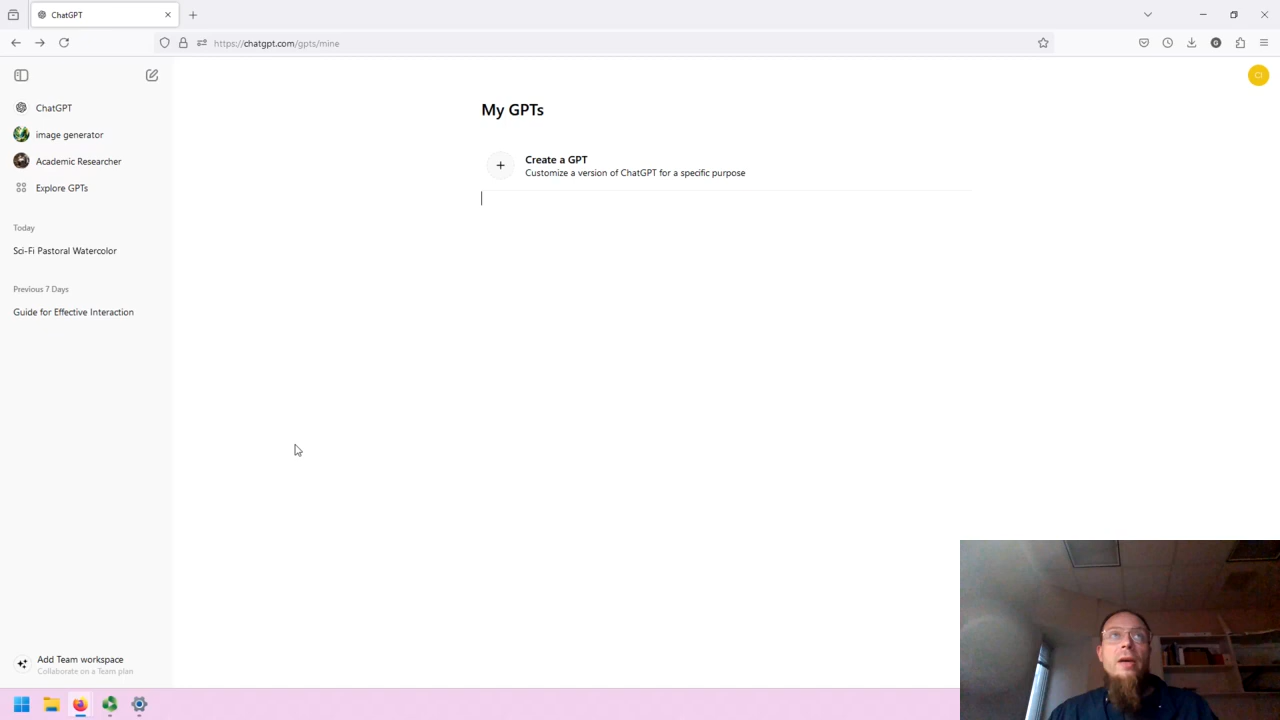 ChatGPT
https://chatgpt.com/gpts/mine
CI
ChatGPT
image generator
Academic Researcher
Explore GPTs
Today
Sci-Fi Pastoral Watercolor
Previous 7 Days
Guide for Effective Interaction
Add Team workspace
Collaborate on a Team plan
My GPTs
Create a GPT
Customize a version of ChatGPT for a specific purpose